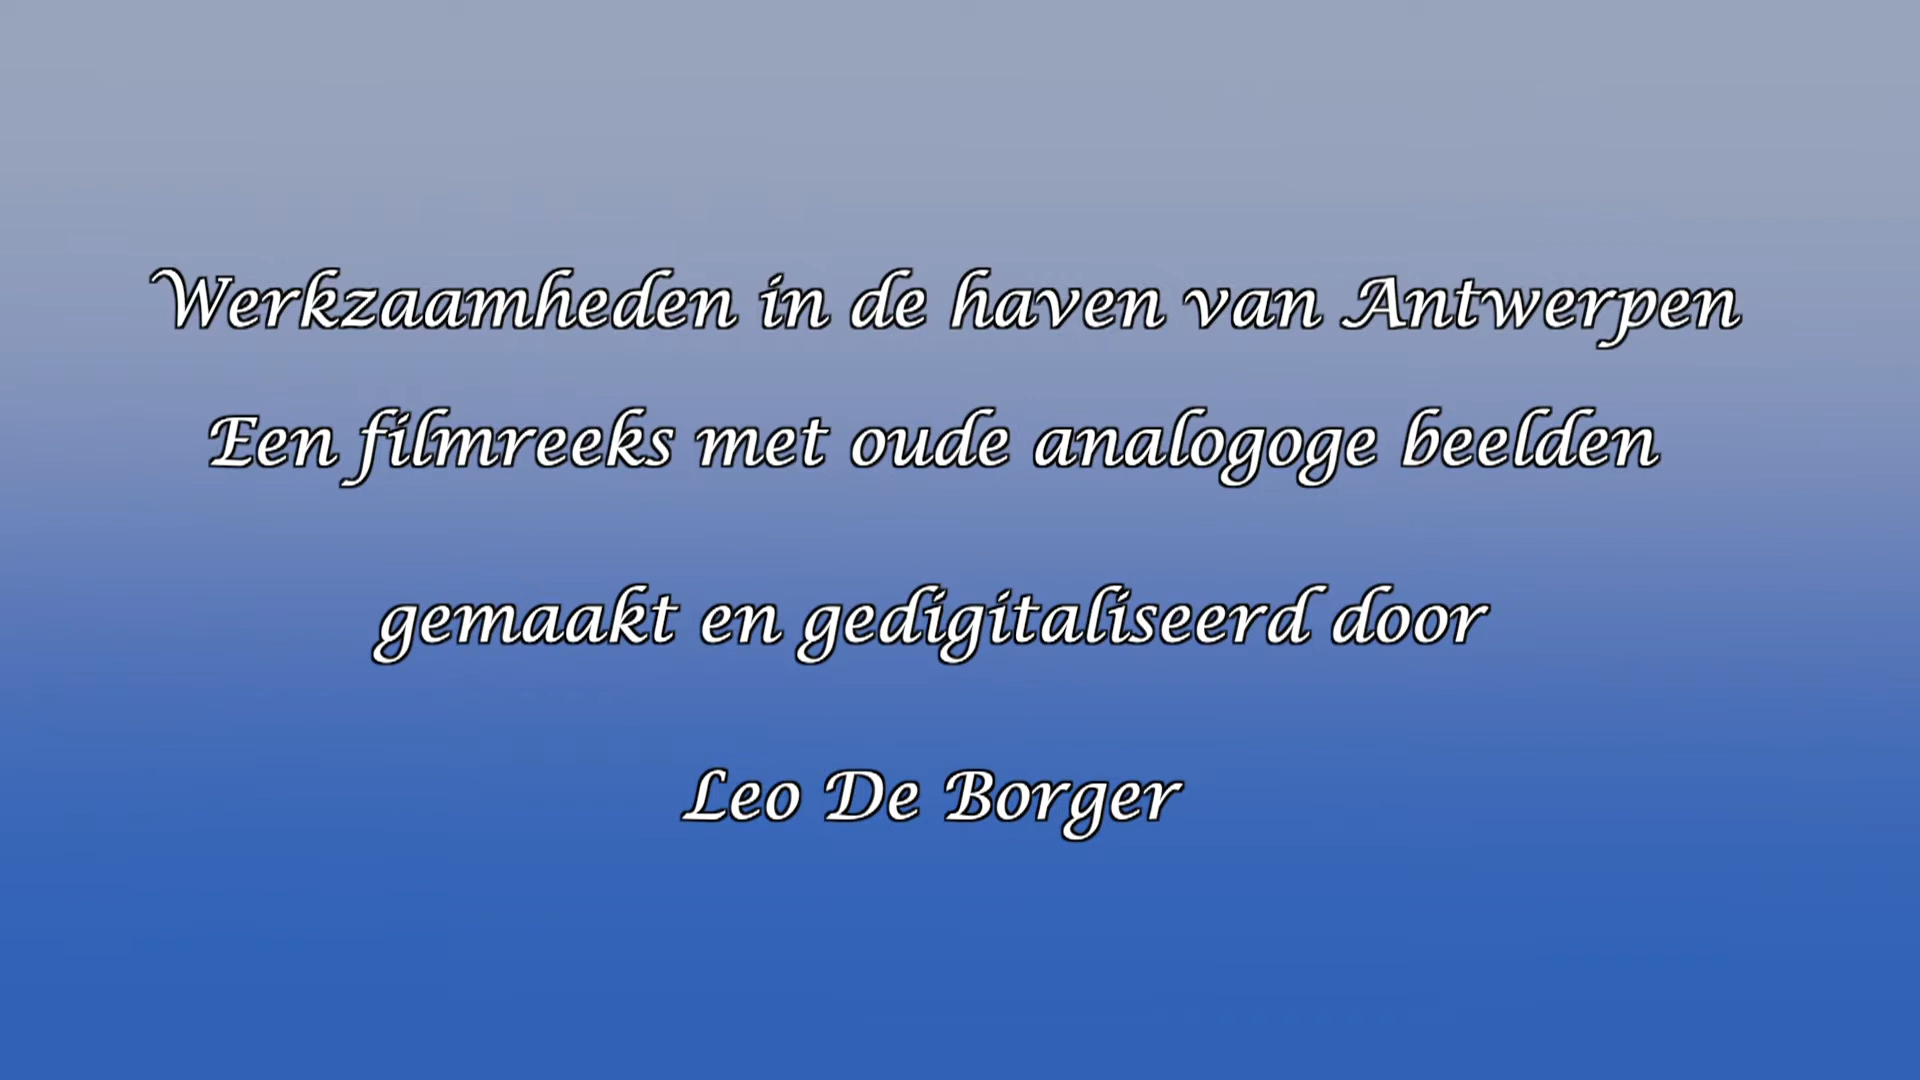 Werkzaamheden in de haven van Antwerpen
Een filmreeks met oude analogoge beelden
gemaakt en gedigitaliseerd door
Leo De Borger